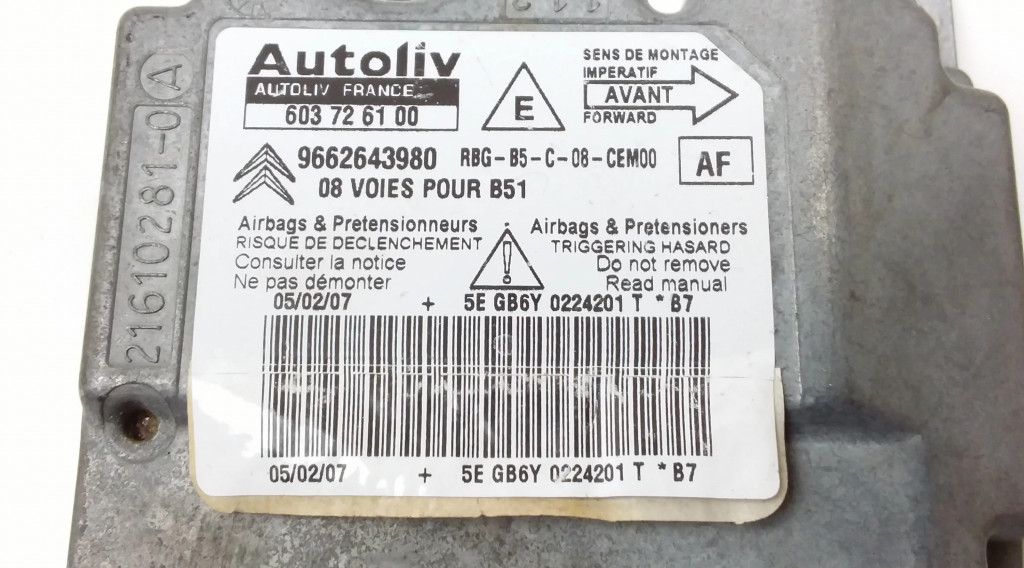 Autoliv
AUTOLIV FRANCE
603 72 61 00
E
SENS DE MONTAGE
IMPERATIF
AVANT
FORWARD
9662643980 RBG-B5-C-08-CEM00
AF
08 VOIES POUR B51
Airbags & Pretensionneurs
RISQUE DE DECLENCHEMENT
Consulter la notice
Ne pas démonter
!
Airbags & Pretensioners
TRIGGERING HASARD
Do not remove
Read manual
05/02/07 + 5E GB6Y 0224201 T *B7
05/02/07 + 5E GB6Y 0224201 T *B7
21610281-0 A